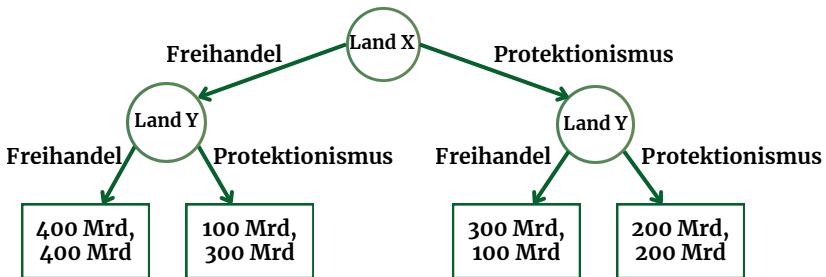 Land X
Freihandel
Protektionismus
Land Y
Land Y
Freihandel
Protektionismus
Freihandel
Protektionismus
400 Mrd,
400 Mrd
100 Mrd,
300 Mrd
300 Mrd,
100 Mrd
200 Mrd,
200 Mrd